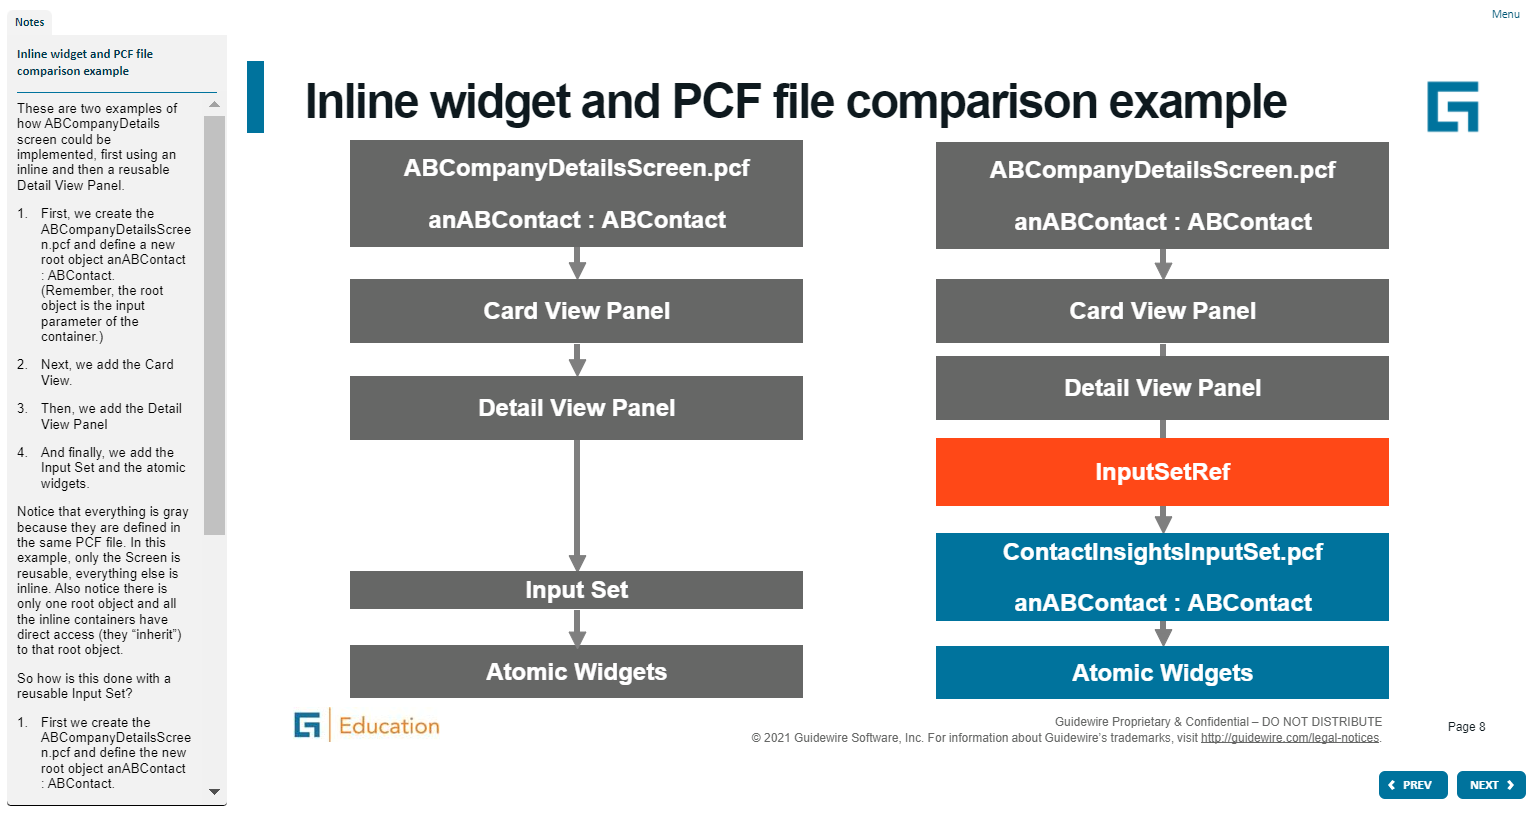 Notes
Menu
Inline widget and PCF file
comparison example
These are two examples of
how ABCompanyDetails
screen could be
implemented, first using an
inline and then a reusable
Detail View Panel.
1. First, we create the
ABCompanyDetailsScree
n.pcf and define a new
root object anABContact
: ABContact.
(Remember, the root
object is the input
parameter of the
container.)
2. Next, we add the Card
View.
3. Then, we add the Detail
View Panel
4. And finally, we add the
Input Set and the atomic
widgets.
Notice that everything is gray
because they are defined in
the same PCF file. In this
example, only the Screen is
reusable, everything else is
inline. Also notice there is
only one root object and all
the inline containers have
direct access (they “inherit”)
to that root object.
So how is this done with a
reusable Input Set?
1. First we create the
ABCompanyDetailsScree
n.pcf and define the new
root object anABContact
: ABContact.
Inline widget and PCF file comparison example
ABCompanyDetailsScreen.pcf
anABContact : ABContact
Card View Panel
Detail View Panel
Input Set
Atomic Widgets
ABCompanyDetailsScreen.pcf
anABContact : ABContact
Card View Panel
Detail View Panel
InputSetRef
ContactInsightsInputSet.pcf
anABContact : ABContact
Atomic Widgets
Education
Guidewire Proprietary & Confidential – DO NOT DISTRIBUTE
© 2021 Guidewire Software, Inc. For information about Guidewire’s trademarks, visit http://guidewire.com/legal-notices.
Page 8
PREV
NEXT